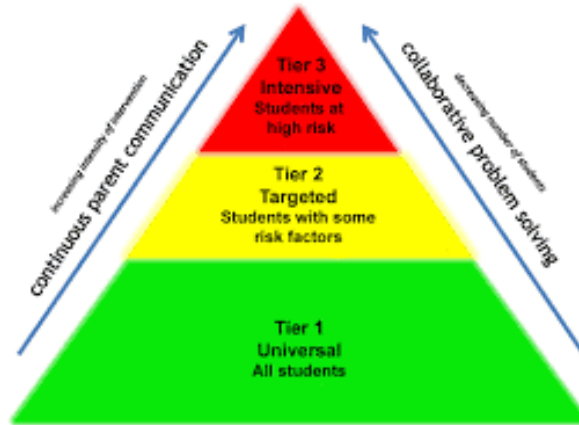 Tier 3
Intensive
Students at
high risk
Tier 2
Targeted
Students with some
risk factors
Tier 1
Universal
All students
increasing intensity of intervention
continuous parent communication
decreasing number of students
collaborative problem solving